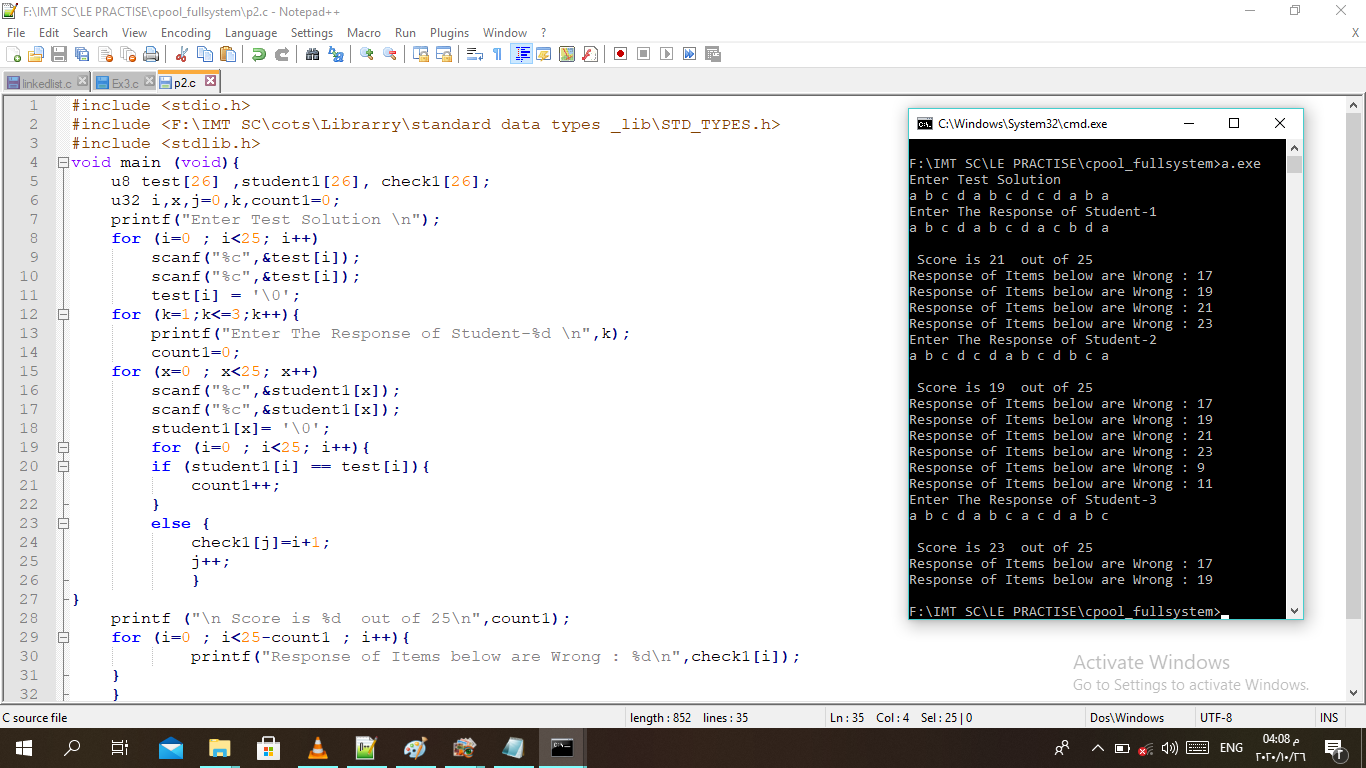 F:\IMT SC\LE PRACTISE\cpool_fullsystem\p2.c - Notepad++
File Edit Search View Encoding Language Settings Macro Run Plugins Window ? X
linkedlist.c Ex3.c p2.c
1 #include <stdio.h>
2 #include <F:\IMT SC\cots\Librarry\standard data types _lib\STD_TYPES.h>
3 #include <stdlib.h>
4 void main (void){
5 u8 test[26] ,student1[26], check1[26];
6 u32 i,x,j=0,k,count1=0;
7 printf("Enter Test Solution \n");
8 for (i=0 ; i<25; i++)
9 scanf("%c",&test[i]);
10 scanf("%c",&test[i]);
11 test[i] = '\0';
12 for (k=1;k<=3;k++){
13 printf("Enter The Response of Student-%d \n",k);
14 count1=0;
15 for (x=0 ; x<25; x++)
16 scanf("%c",&student1[x]);
17 scanf("%c",&student1[x]);
18 student1[x]= '\0';
19 for (i=0 ; i<25; i++){
20 if (student1[i] == test[i]){
21 count1++;
22 }
23 else {
24 check1[j]=i+1;
25 j++;
26 }
27 }
28 printf ("\n Score is %d  out of 25\n",count1);
29 for (i=0 ; i<25-count1 ; i++){
30 printf("Response of Items below are Wrong : %d\n",check1[i]);
31 }
32 }
C:\Windows\System32\cmd.exe
F:\IMT SC\LE PRACTISE\cpool_fullsystem>a.exe
Enter Test Solution
a b c d a b c d c d a b a
Enter The Response of Student-1
a b c d a b c d a c b d a
Score is 21  out of 25
Response of Items below are Wrong : 17
Response of Items below are Wrong : 19
Response of Items below are Wrong : 21
Response of Items below are Wrong : 23
Enter The Response of Student-2
a b c d c d a b c d b c a
Score is 19  out of 25
Response of Items below are Wrong : 17
Response of Items below are Wrong : 19
Response of Items below are Wrong : 21
Response of Items below are Wrong : 23
Response of Items below are Wrong : 9
Response of Items below are Wrong : 11
Enter The Response of Student-3
a b c d a b c a c d a b c
Score is 23  out of 25
Response of Items below are Wrong : 17
Response of Items below are Wrong : 19
F:\IMT SC\LE PRACTISE\cpool_fullsystem>
Activate Windows
Go to Settings to activate Windows.
C source file length : 852 lines : 35 Ln : 35 Col : 4 Sel : 25 | 0 Dos\Windows UTF-8 INS
ENG 04:08 م
٢٠٢٠/١٠/٢٦